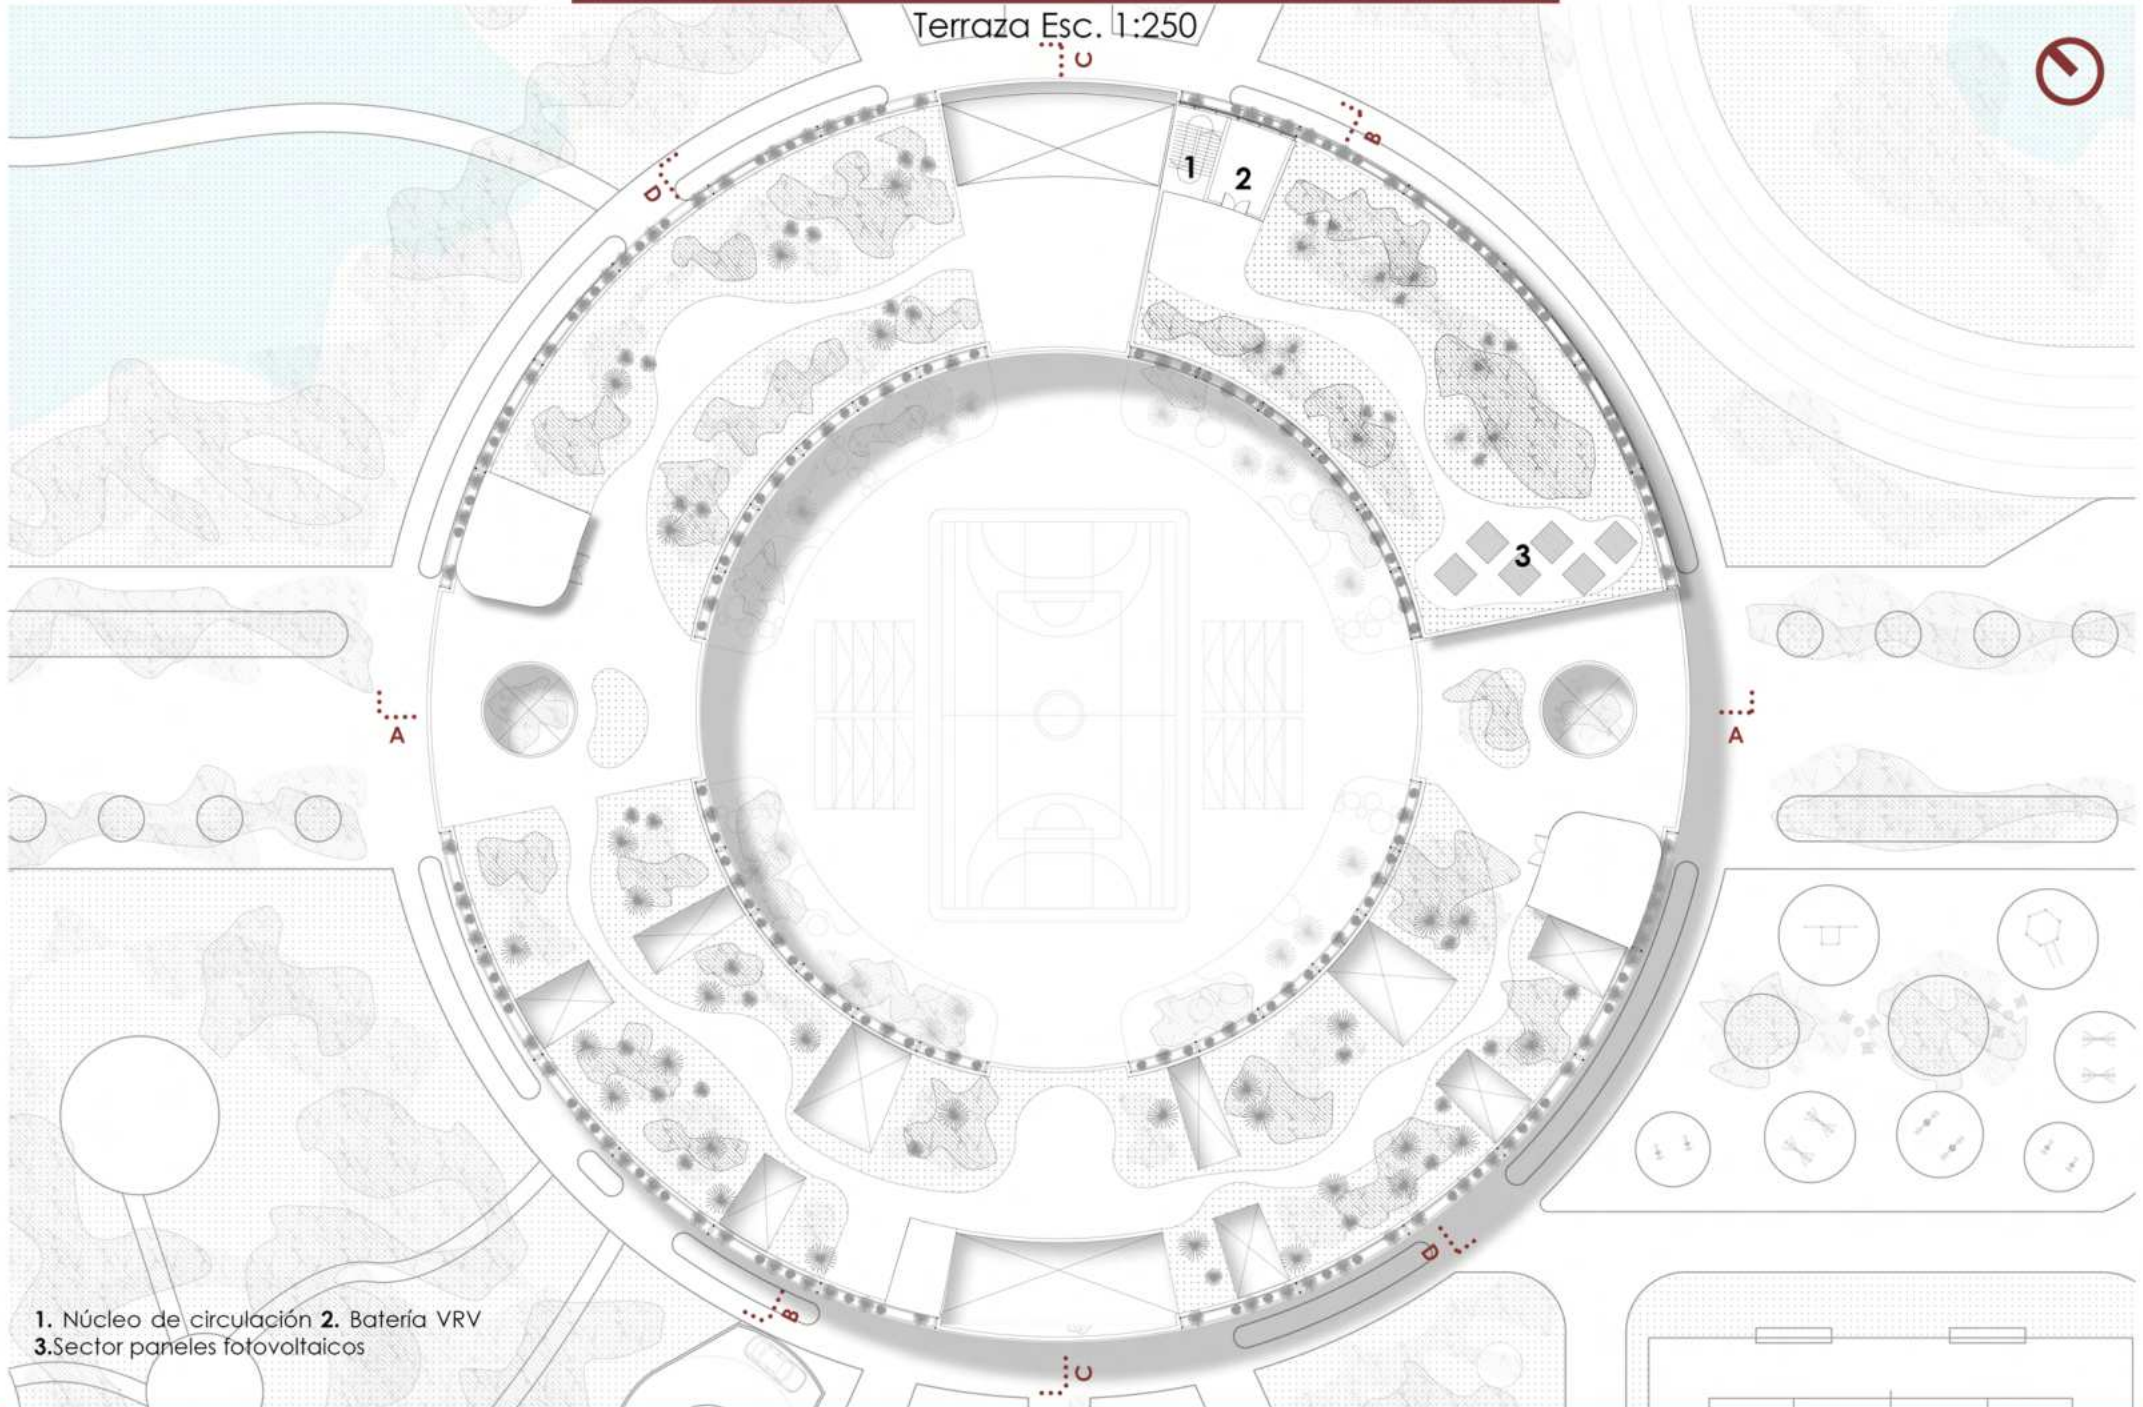 Terraza Esc. 1:250
C
B
D
1
2
3
A
A
D
B
C
1. Núcleo de circulación 2. Batería VRV
3.Sector paneles fotovoltaicos